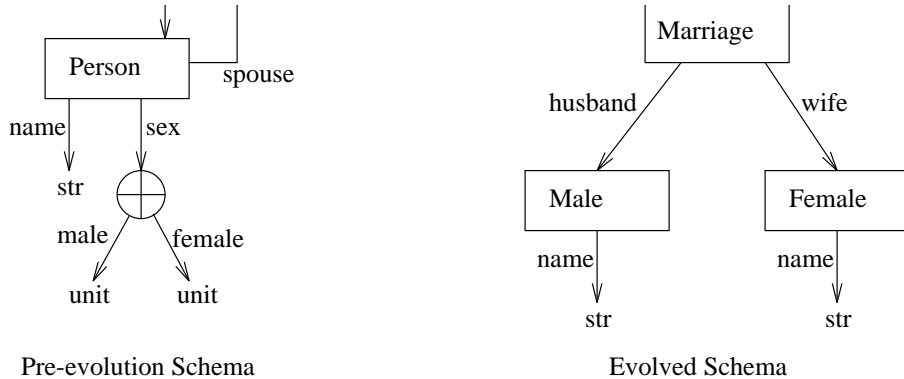 Person
spouse
name
sex
str
male
female
unit
unit
Pre-evolution Schema
Marriage
husband
wife
Male
Female
name
name
str
str
Evolved Schema